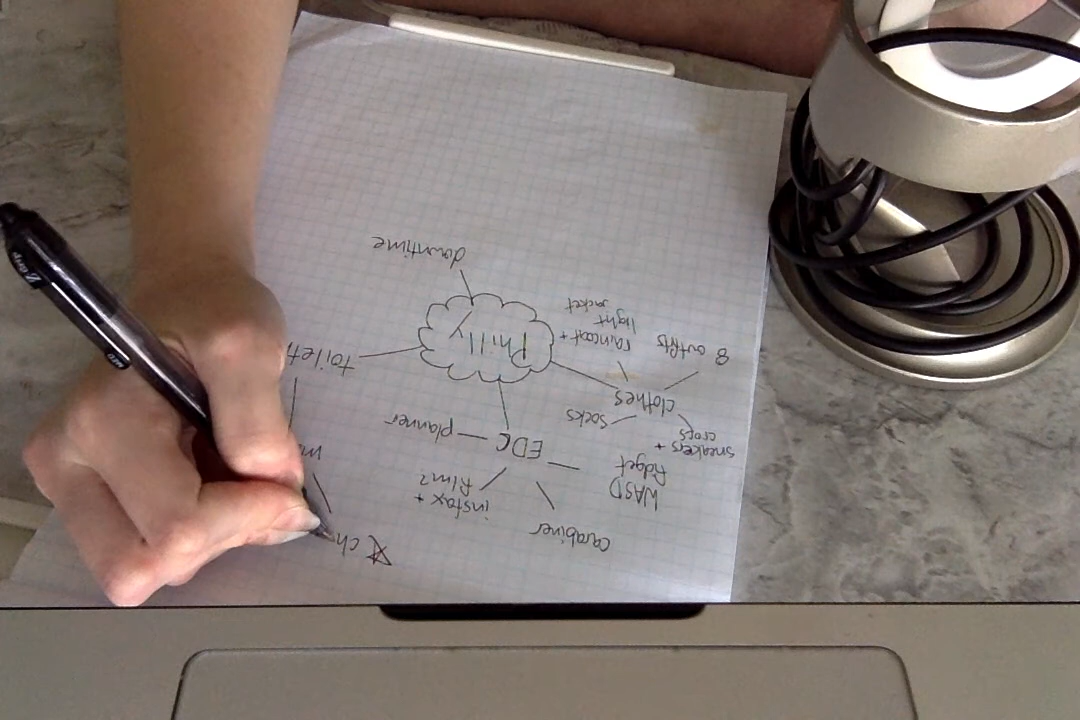 downtime
Philly
toilet
EDC
planner
instax +
film?
carabiner
WASD
fidget
clothes
socks
raincoat +
light
jacket
8 outfits
sneakers +
crocs
ch